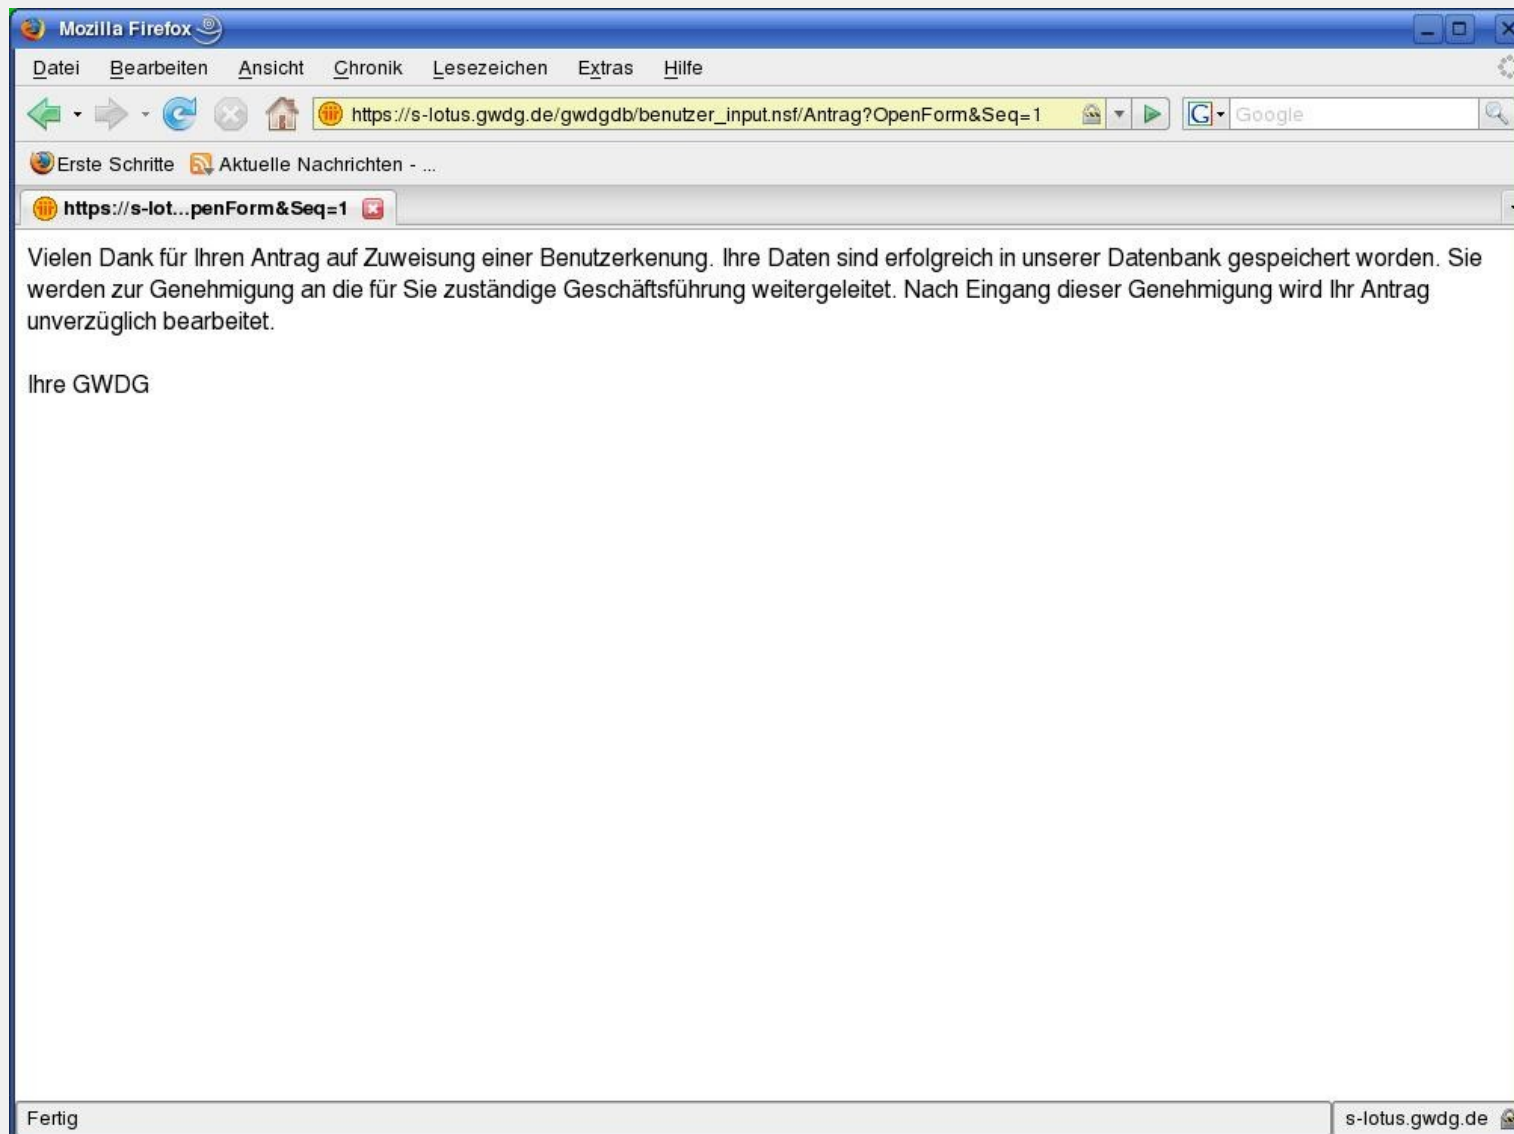 Mozilla Firefox
Datei Bearbeiten Ansicht Chronik Lesezeichen Extras Hilfe
https://s-lotus.gwdg.de/gwdgdb/benutzer_input.nsf/Antrag?OpenForm&Seq=1 G Google
Erste Schritte Aktuelle Nachrichten - ...
https://s-lot...penForm&Seq=1
Vielen Dank für Ihren Antrag auf Zuweisung einer Benutzerkenung. Ihre Daten sind erfolgreich in unserer Datenbank gespeichert worden. Sie
werden zur Genehmigung an die für Sie zuständige Geschäftsführung weitergeleitet. Nach Eingang dieser Genehmigung wird Ihr Antrag
unverzüglich bearbeitet.
Ihre GWDG
Fertig s-lotus.gwdg.de